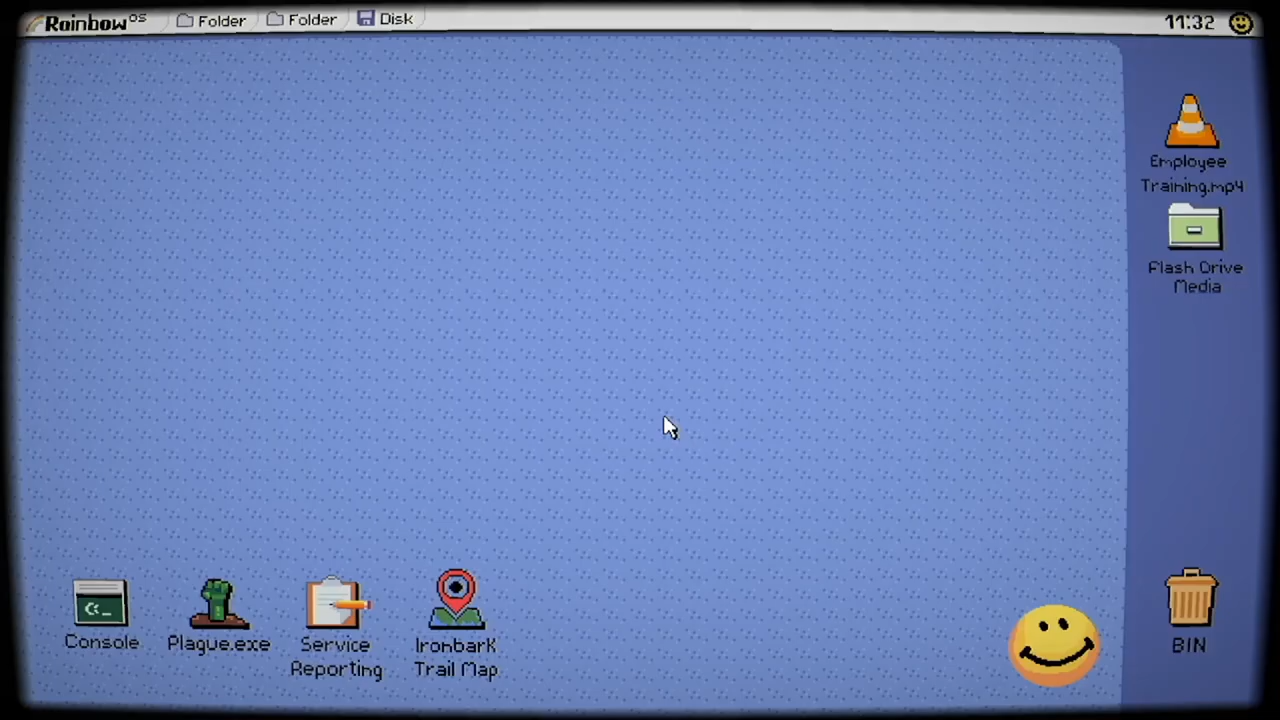 Rainbow OS
Folder
Folder
Disk
11:32
Employee
Training.mp4
Flash Drive
Media
Console
Plague.exe
Service
Reporting
Ironbark
Trail Map
BIN